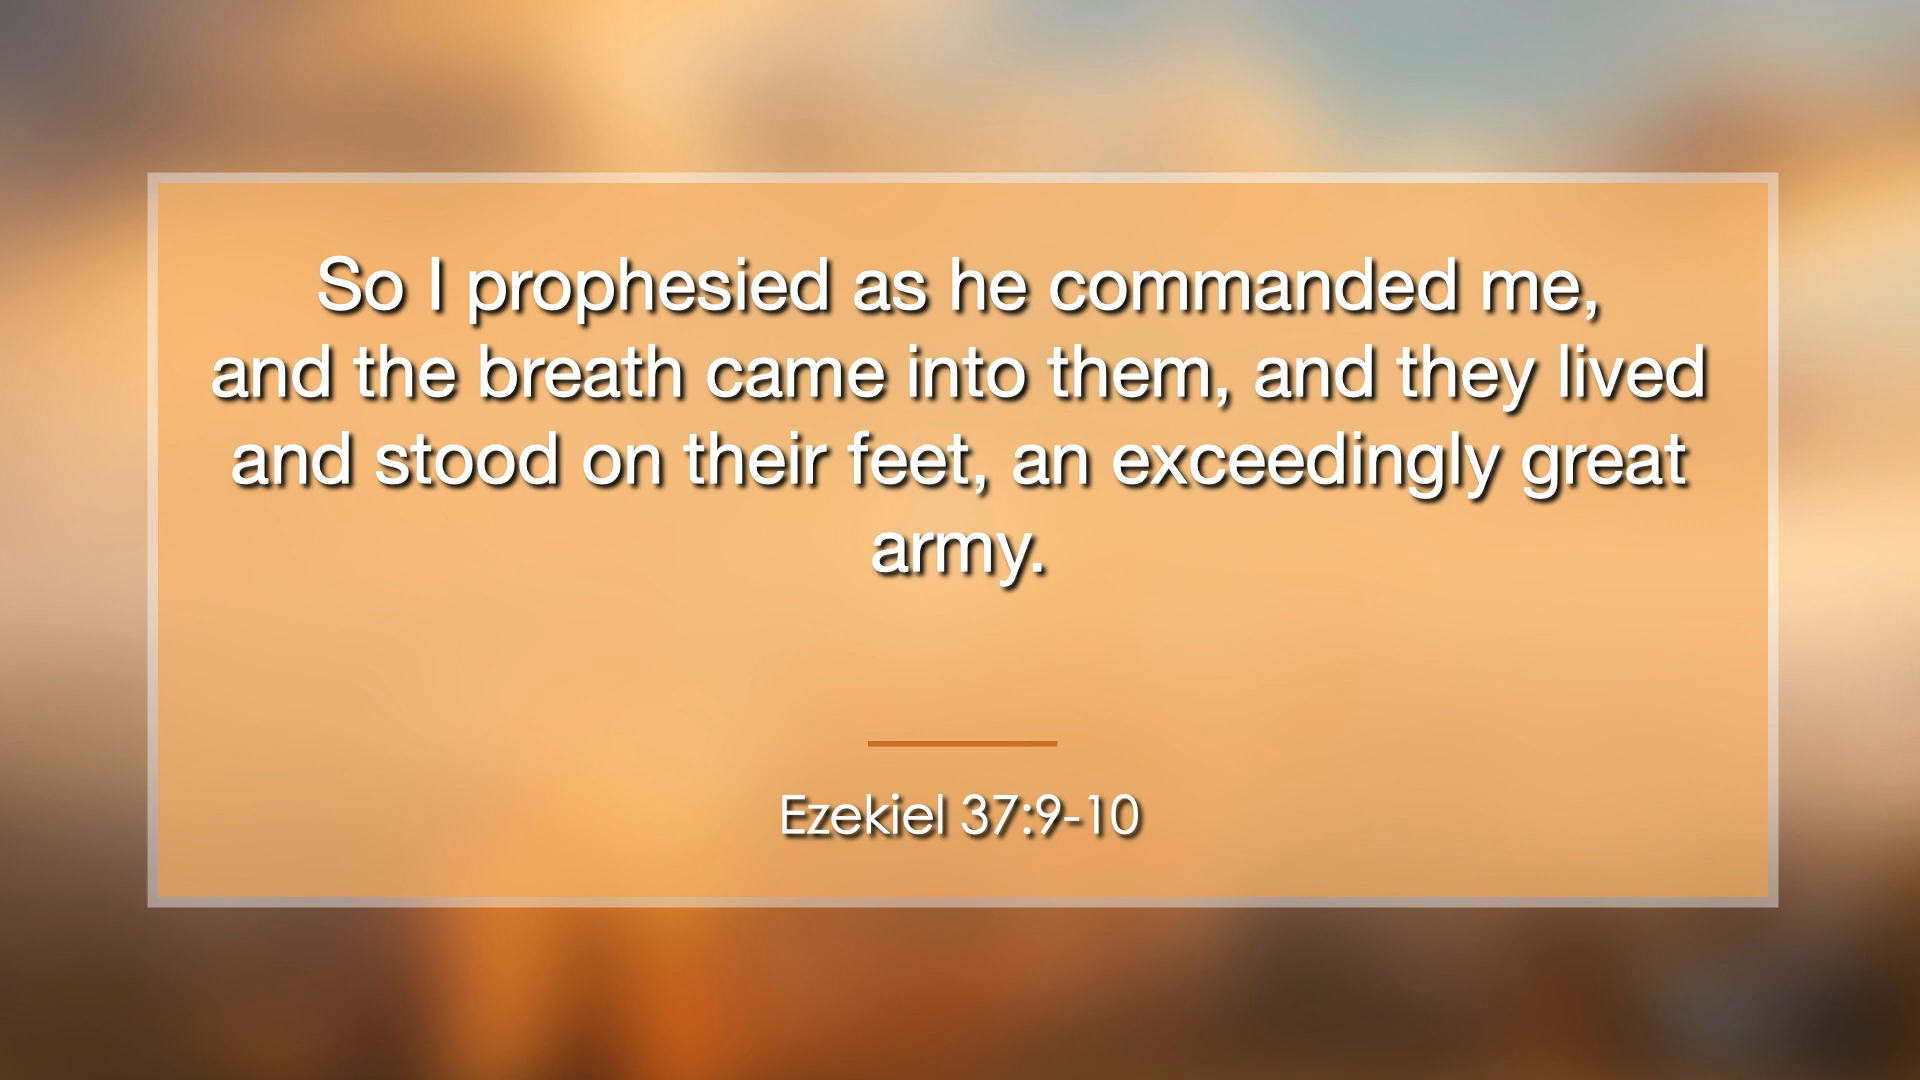 So I prophesied as he commanded me,
and the breath came into them, and they lived
and stood on their feet, an exceedingly great
army.
Ezekiel 37:9-10